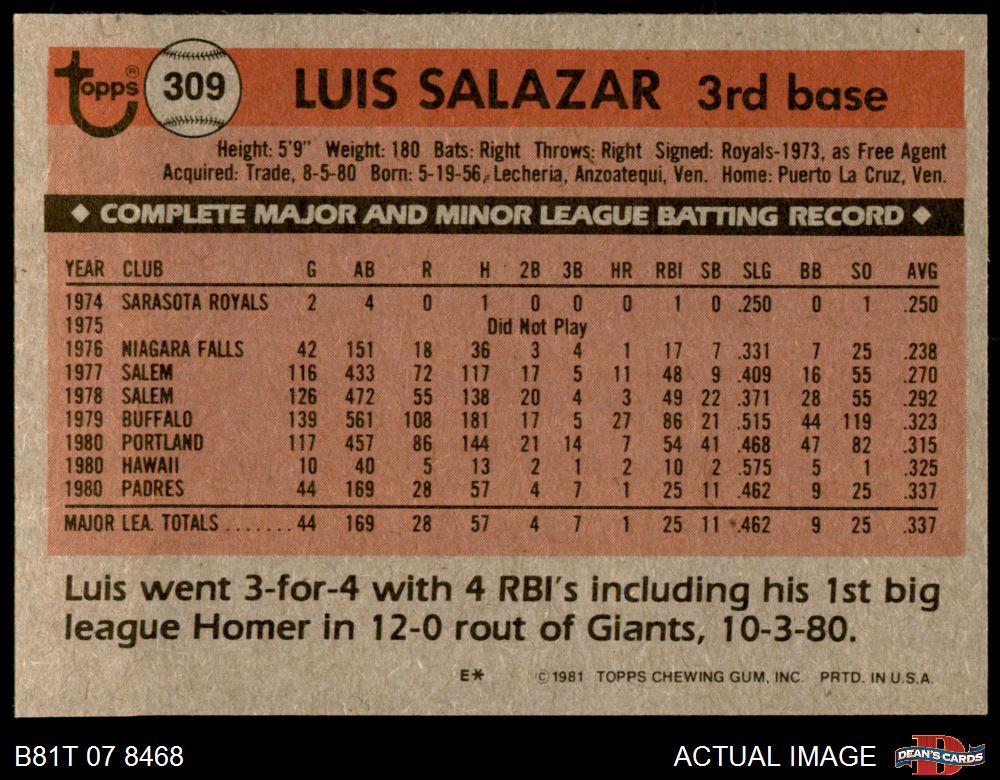 topps® 309 LUIS SALAZAR 3rd base
Height: 5'9" Weight: 180 Bats: Right Throws: Right Signed: Royals-1973, as Free Agent
Acquired: Trade, 8-5-80 Born: 5-19-56, Lecheria, Anzoatequi, Ven. Home: Puerto La Cruz, Ven.
◆ COMPLETE MAJOR AND MINOR LEAGUE BATTING RECORD ◆
YEAR CLUB G AB R H 2B 3B HR RBI SB SLG BB SO AVG
1974 SARASOTA ROYALS 2 4 0 1 0 0 0 1 0 .250 0 1 .250
1975 Did Not Play
1976 NIAGARA FALLS 42 151 18 36 3 4 1 17 7 .331 7 25 .238
1977 SALEM 116 433 72 117 17 5 11 48 9 .409 16 55 .270
1978 SALEM 126 472 55 138 20 4 3 49 22 .371 28 55 .292
1979 BUFFALO 139 561 108 181 17 5 27 86 21 .515 44 119 .323
1980 PORTLAND 117 457 86 144 21 14 7 54 41 .468 47 82 .315
1980 HAWAII 10 40 5 13 2 1 2 10 2 .575 5 1 .325
1980 PADRES 44 169 28 57 4 7 1 25 11 .462 9 25 .337
MAJOR LEA. TOTALS .......44 169 28 57 4 7 1 25 11 .462 9 25 .337
Luis went 3-for-4 with 4 RBI's including his 1st big
league Homer in 12-0 rout of Giants, 10-3-80.
E* © 1981 TOPPS CHEWING GUM, INC. PRTD. IN U.S.A.
B81T 07 8468 ACTUAL IMAGE DEAN'S CARDS